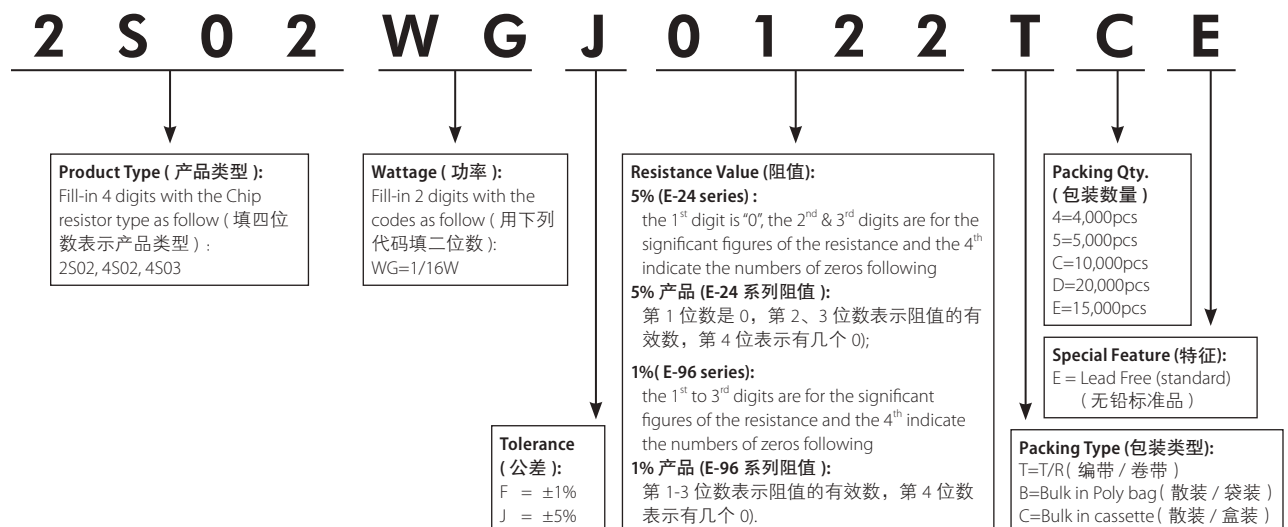 2 S 0 2 W G J 0 1 2 2 T C E
Product Type ( 产品类型 ):
Fill-in 4 digits with the Chip
resistor type as follow ( 填四位
数表示产品类型 ) :
2S02, 4S02, 4S03
Wattage ( 功率 ):
Fill-in 2 digits with the
codes as follow ( 用下列
代码填二位数 ):
WG=1/16W
Tolerance
( 公差 ):
F = ±1%
J = ±5%
Resistance Value (阻值):
5% (E-24 series) :
the 1st digit is “0”, the 2nd & 3rd digits are for the
significant figures of the resistance and the 4th
indicate the numbers of zeros following
5% 产品 (E-24 系列阻值 ):
第 1 位数是 0，第 2、3 位数表示阻值的有
效数，第 4 位表示有几个 0);
1%( E-96 series):
the 1st to 3rd digits are for the significant
figures of the resistance and the 4th indicate
the numbers of zeros following
1% 产品 (E-96 系列阻值 ):
第 1-3 位数表示阻值的有效数，第 4 位数
表示有几个 0).
Packing Qty.
( 包装数量 )
4=4,000pcs
5=5,000pcs
C=10,000pcs
D=20,000pcs
E=15,000pcs
Special Feature (特征):
E = Lead Free (standard)
( 无铅标准品 )
Packing Type (包装类型):
T=T/R( 编带 / 卷带 )
B=Bulk in Poly bag( 散装 / 袋装 )
C=Bulk in cassette( 散装 / 盒装 )